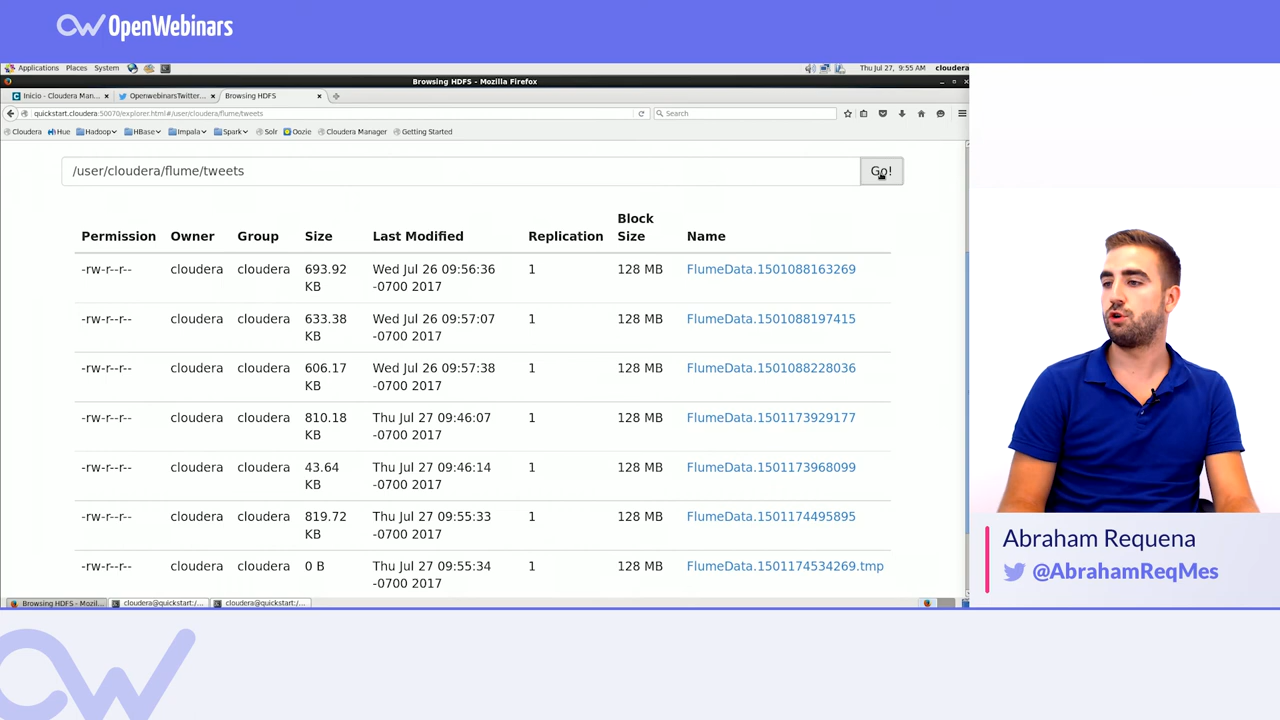 OpenWebinars
Applications Places System
Thu Jul 27, 9:55 AM cloudera
Browsing HDFS - Mozilla Firefox
Inicio - Cloudera Man... OpenwebinarsTwitter... Browsing HDFS
quickstart.cloudera:50070/explorer.html#/user/cloudera/flume/tweets Search
Cloudera Hue Hadoop HBase Impala Spark Solr Oozie Cloudera Manager Getting Started
/user/cloudera/flume/tweets Go!
Block
Permission Owner Group Size Last Modified Replication Size Name
-rw-r--r-- cloudera cloudera 693.92 Wed Jul 26 09:56:36 1 128 MB FlumeData.1501088163269
KB -0700 2017
-rw-r--r-- cloudera cloudera 633.38 Wed Jul 26 09:57:07 1 128 MB FlumeData.1501088197415
KB -0700 2017
-rw-r--r-- cloudera cloudera 606.17 Wed Jul 26 09:57:38 1 128 MB FlumeData.1501088228036
KB -0700 2017
-rw-r--r-- cloudera cloudera 810.18 Thu Jul 27 09:46:07 1 128 MB FlumeData.1501173929177
KB -0700 2017
-rw-r--r-- cloudera cloudera 43.64 Thu Jul 27 09:46:14 1 128 MB FlumeData.1501173968099
KB -0700 2017
-rw-r--r-- cloudera cloudera 819.72 Thu Jul 27 09:55:33 1 128 MB FlumeData.1501174495895
KB -0700 2017
-rw-r--r-- cloudera cloudera 0 B Thu Jul 27 09:55:34 1 128 MB FlumeData.1501174534269.tmp
-0700 2017
Browsing HDFS - Mozil... cloudera@quickstart:/... cloudera@quickstart:/...
Abraham Requena
@AbrahamReqMes